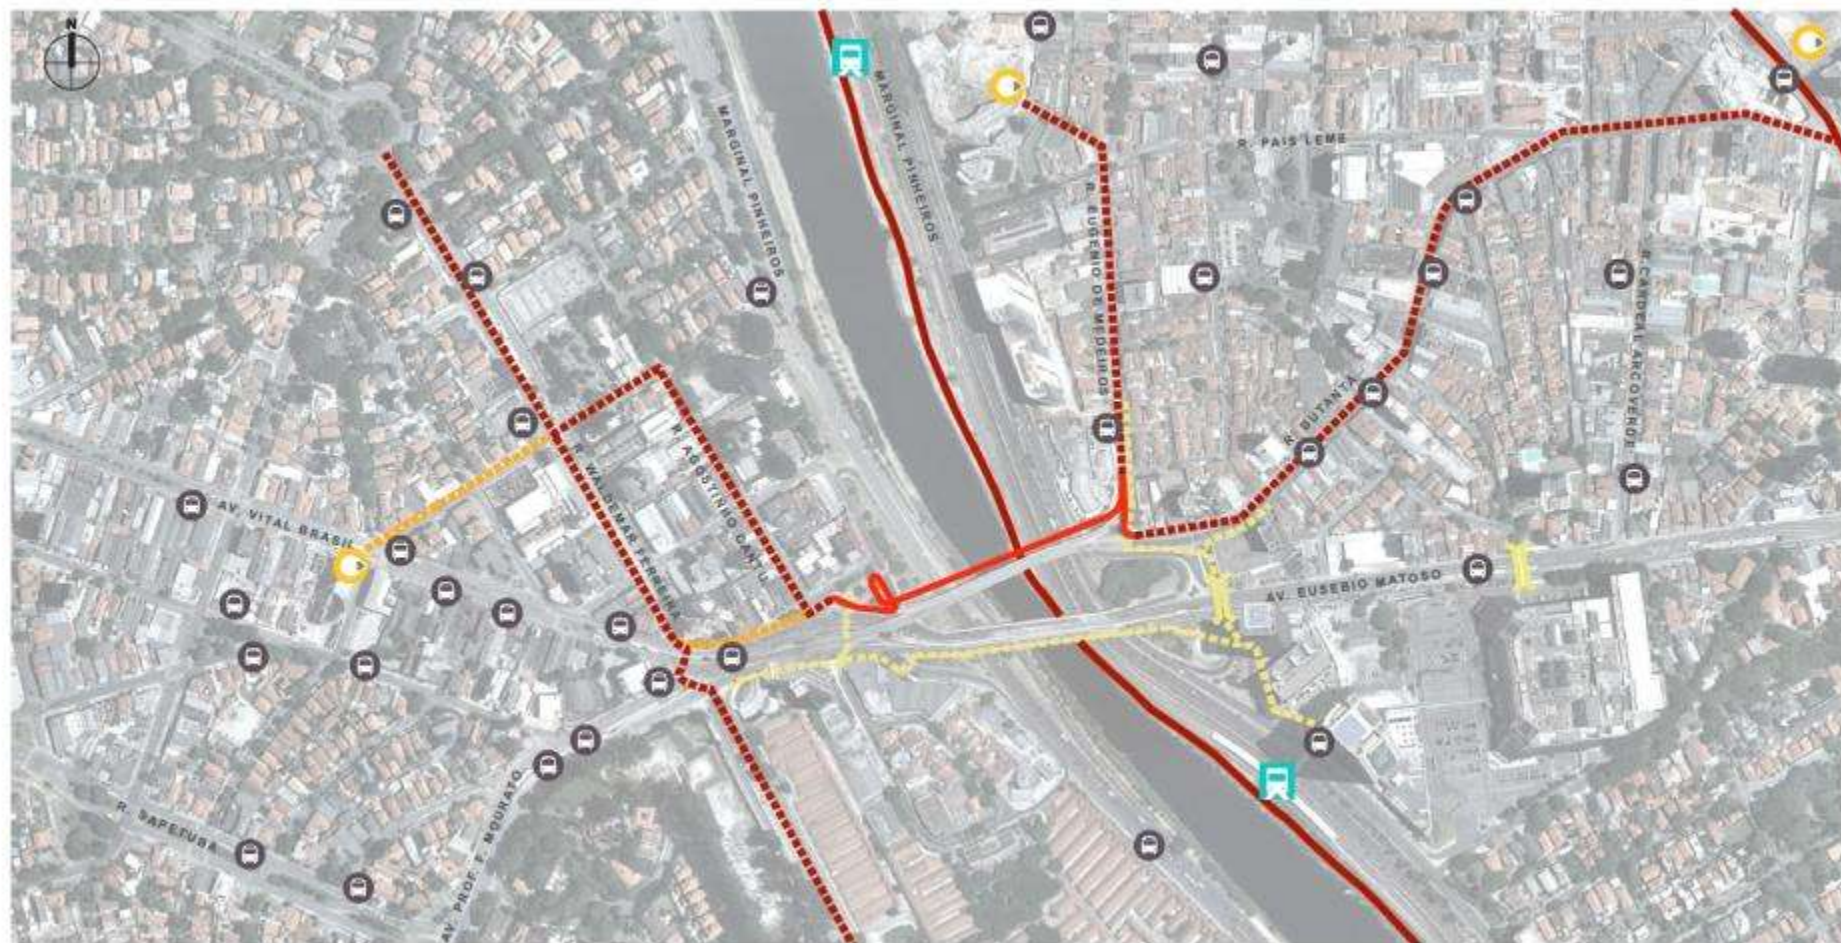 N
MARGINAL PINHEIROS
MARGINAL PINHEIROS
R. PAIS LEME
R. EUGENIO DE MEDEIROS
R. CARDEAL ARCOVERDE
R. BUTANTÃ
AV. VITAL BRASIL
R. WALDEMAR FERREIRA
R. AGOSTINHO CANTU
AV. EUSEBIO MATOSO
R. SAPETUBA
AV. PROF. F. MOURATO